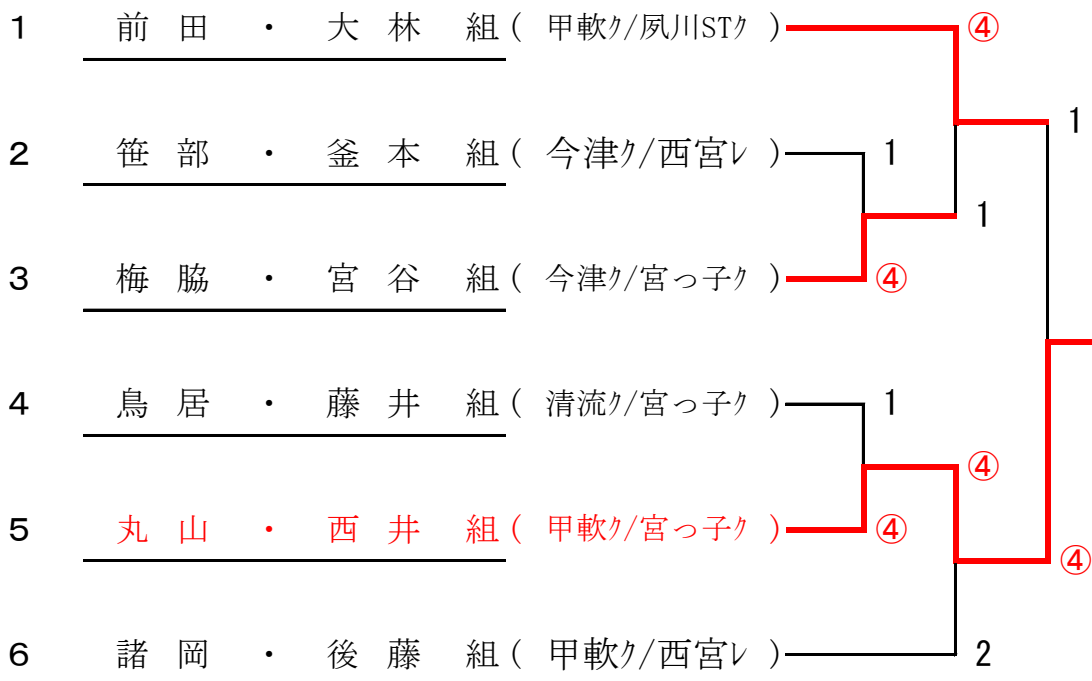 1 前田・大林 組( 甲軟ｸ/夙川STｸ ) ④
1
2 笹部・釜本 組( 今津ｸ/西宮ﾚ ) 1
1
3 梅脇・宮谷 組( 今津ｸ/宮っ子ｸ ) ④
4 鳥居・藤井 組( 清流ｸ/宮っ子ｸ ) 1
④
5 丸山・西井 組( 甲軟ｸ/宮っ子ｸ ) ④
④
6 諸岡・後藤 組( 甲軟ｸ/西宮ﾚ ) 2